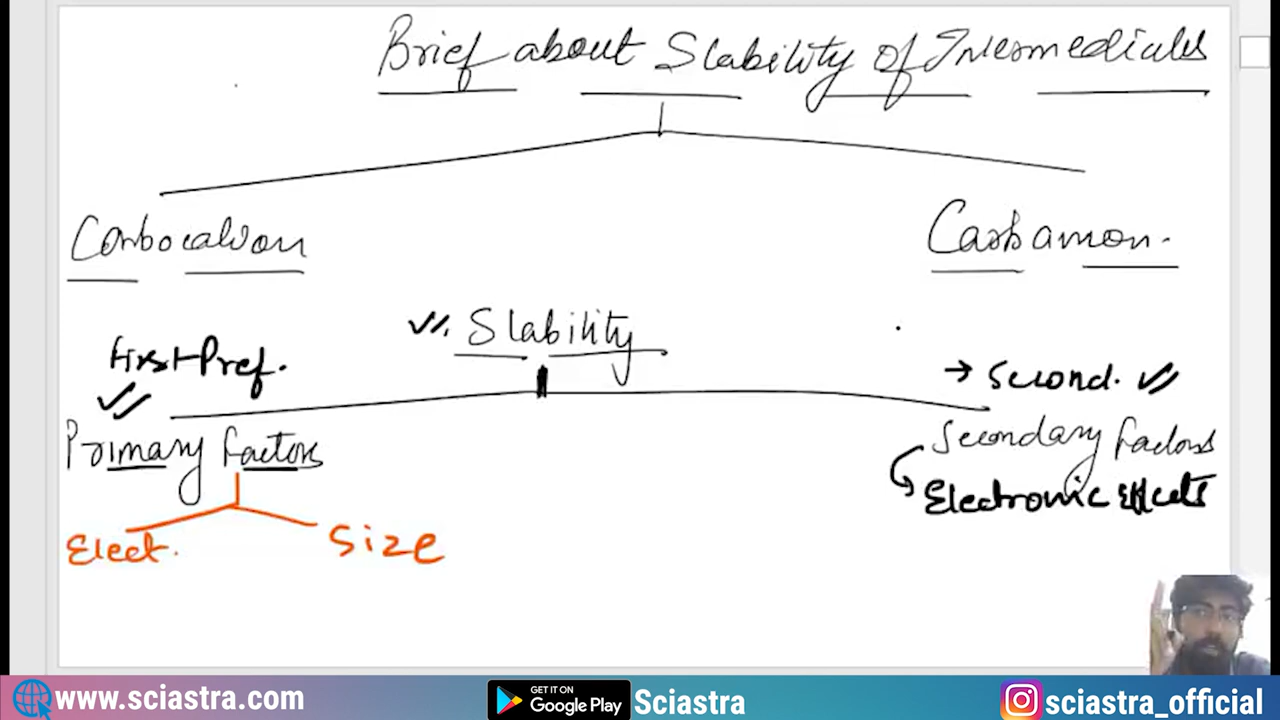 Brief about Stability of Intermediates
Carbocation
Carbanion.
Stability
First Pref.
→ Second.
Primary Factors
Secondary Factors
Electronic Effects
Elect.
Size
www.sciastra.com
GET IT ON
Google Play
Sciastra
sciastra_official